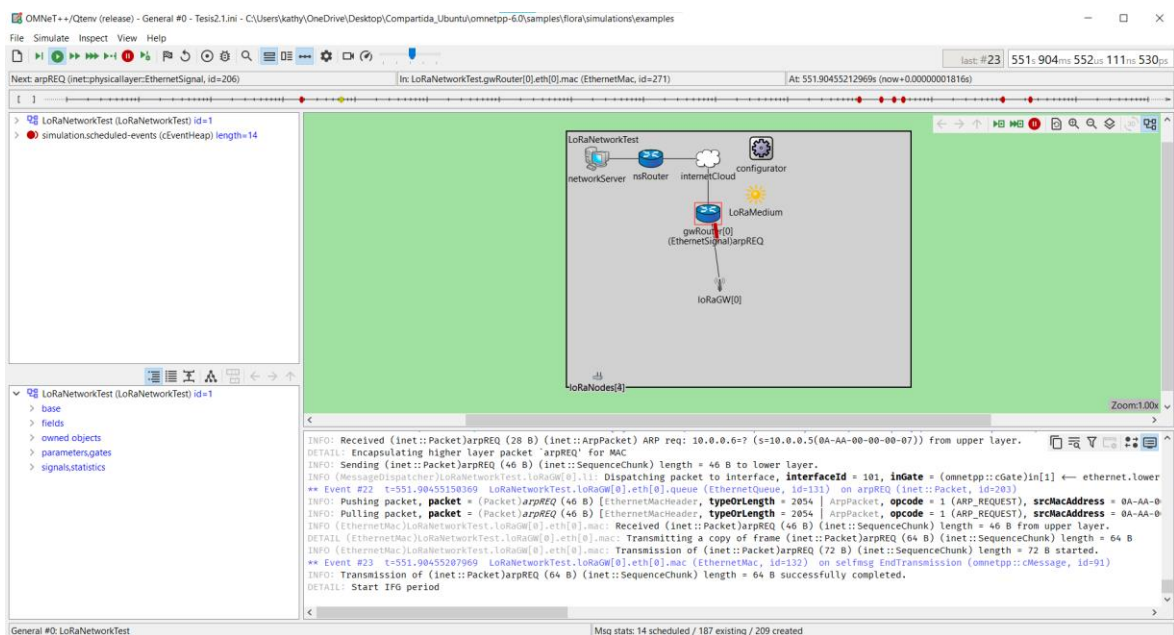 OMNeT++/Qtenv (release) - General #0 - Tesis2.1.ini - C:\Users\kathy\OneDrive\Desktop\Compartida_Ubuntu\omnetpp-6.0\samples\flora\simulations\examples
File Simulate Inspect View Help
last: #23 551s 904ms 552us 111ns 530ps
Next: arpREQ (inet::physicallayer::EthernetSignal, id=206) In: LoRaNetworkTest.gwRouter[0].eth[0].mac (EthernetMac, id=271) At: 551.90455212969s (now+0.00000001816s)
LoRaNetworkTest (LoRaNetworkTest) id=1
simulation.scheduled-events (cEventHeap) length=14
LoRaNetworkTest
networkServer nsRouter internetCloud configurator
LoRaMedium
gwRouter[0]
(EthernetSignal)arpREQ
loRaGW[0]
loRaNodes[4]
Zoom:1.00x
LoRaNetworkTest (LoRaNetworkTest) id=1
base
fields
owned objects
parameters,gates
signals,statistics
INFO: Received (inet::Packet)arpREQ (28 B) (inet::ArpPacket) ARP req: 10.0.0.6=? (s=10.0.0.5(0A-AA-00-00-00-07)) from upper layer.
DETAIL: Encapsulating higher layer packet `arpREQ' for MAC
INFO: Sending (inet::Packet)arpREQ (46 B) (inet::SequenceChunk) length = 46 B to lower layer.
INFO (MessageDispatcher)LoRaNetworkTest.loRaGW[0].li: Dispatching packet to interface, interfaceId = 101, inGate = (omnetpp::cGate)in[1] ⟵ ethernet.lower
** Event #22 t=551.90455150369 LoRaNetworkTest.loRaGW[0].eth[0].queue (EthernetQueue, id=131) on arpREQ (inet::Packet, id=203)
INFO: Pushing packet, packet = (Packet)arpREQ (46 B) [EthernetMacHeader, typeOrLength = 2054 | ArpPacket, opcode = 1 (ARP_REQUEST), srcMacAddress = 0A-AA-0
INFO: Pulling packet, packet = (Packet)arpREQ (46 B) [EthernetMacHeader, typeOrLength = 2054 | ArpPacket, opcode = 1 (ARP_REQUEST), srcMacAddress = 0A-AA-0
INFO (EthernetMac)LoRaNetworkTest.loRaGW[0].eth[0].mac: Received (inet::Packet)arpREQ (46 B) (inet::SequenceChunk) length = 46 B from upper layer.
DETAIL (EthernetMac)LoRaNetworkTest.loRaGW[0].eth[0].mac: Transmitting a copy of frame (inet::Packet)arpREQ (64 B) (inet::SequenceChunk) length = 64 B
INFO (EthernetMac)LoRaNetworkTest.loRaGW[0].eth[0].mac: Transmission of (inet::Packet)arpREQ (72 B) (inet::SequenceChunk) length = 72 B started.
** Event #23 t=551.90455207969 LoRaNetworkTest.loRaGW[0].eth[0].mac (EthernetMac, id=132) on selfmsg EndTransmission (omnetpp::cMessage, id=91)
INFO: Transmission of (inet::Packet)arpREQ (64 B) (inet::SequenceChunk) length = 64 B successfully completed.
DETAIL: Start IFG period
General #0: LoRaNetworkTest Msg stats: 14 scheduled / 187 existing / 209 created